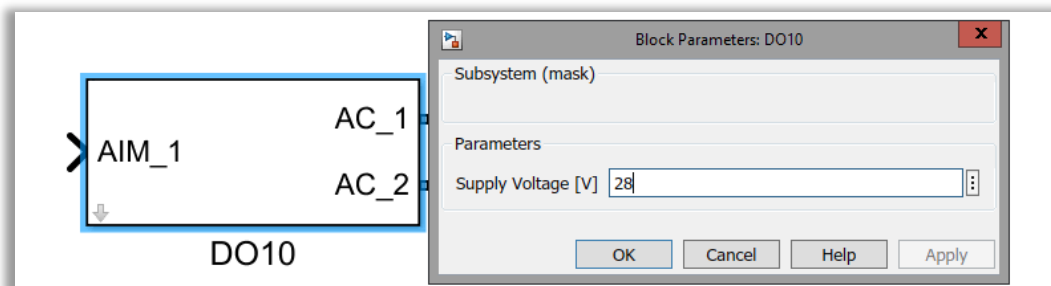 Block Parameters: DO10
X
Subsystem (mask)
AC_1
Parameters
AIM_1
AC_2
Supply Voltage [V] 28
DO10
OK Cancel Help Apply